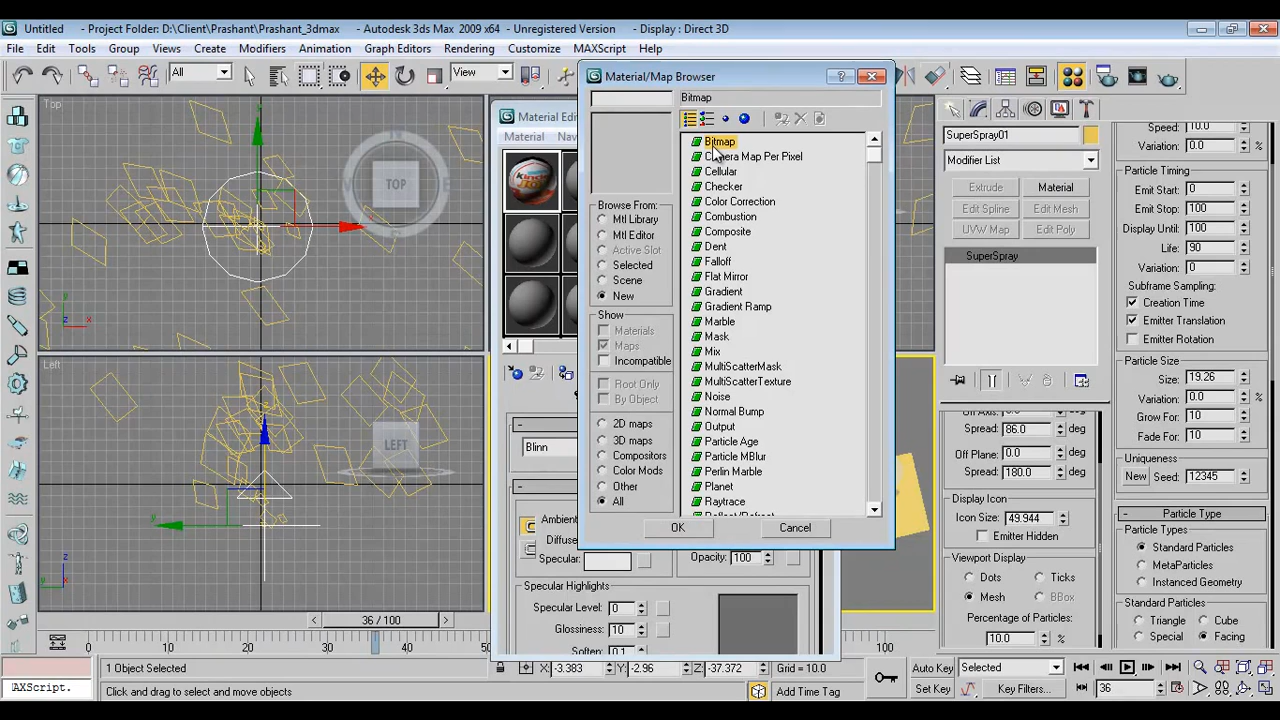 Untitled - Project Folder: D:\Client\Prashant\Prashant_3dmax - Autodesk 3ds Max 2009 x64 - Unregistered Version - Display : Direct 3D
File Edit Tools Group Views Create Modifiers Animation Graph Editors Rendering Customize MAXScript Help
All
View
Top
TOP
Left
LEFT
Material Edi
Material Nav
Blinn
Ambien
Diffuse
Specular:
Opacity: 100
Specular Highlights
Specular Level: 0
Glossiness: 10
Soften: 0.1
Material/Map Browser
Bitmap
Browse From:
Mtl Library
Mtl Editor
Active Slot
Selected
Scene
New
Show
Materials
Maps
Incompatible
Root Only
By Object
2D maps
3D maps
Compositors
Color Mods
Other
All
Bitmap
Camera Map Per Pixel
Cellular
Checker
Color Correction
Combustion
Composite
Dent
Falloff
Flat Mirror
Gradient
Gradient Ramp
Marble
Mask
Mix
MultiScatterMask
MultiScatterTexture
Noise
Normal Bump
Output
Particle Age
Particle MBlur
Perlin Marble
Planet
Raytrace
Reflect/Refract
OK Cancel
SuperSpray01
Modifier List
Extrude Material
Edit Spline Edit Mesh
UVW Map Edit Poly
SuperSpray
Off Axis: 0.0 deg
Spread: 86.0 deg
Off Plane: 0.0 deg
Spread: 180.0 deg
Display Icon
Icon Size: 49.944
Emitter Hidden
Viewport Display
Dots Ticks
Mesh BBox
Percentage of Particles:
10.0 %
Speed: 10.0
Variation: 0.0 %
Particle Timing
Emit Start: 0
Emit Stop: 100
Display Until: 100
Life: 90
Variation: 0
Subframe Sampling:
Creation Time
Emitter Translation
Emitter Rotation
Particle Size
Size: 19.26
Variation: 0.0 %
Grow For: 10
Fade For: 10
Uniqueness
New Seed: 12345
Particle Type
Particle Types
Standard Particles
MetaParticles
Instanced Geometry
Standard Particles
Triangle Cube
Special Facing
36 / 100
0 10 20 30 40 100
1 Object Selected
X: -3.383 Y: -2.96 Z: -37.372 Grid = 10.0
Auto Key Selected
AXScript.
Click and drag to select and move objects
Add Time Tag
Set Key Key Filters...
36